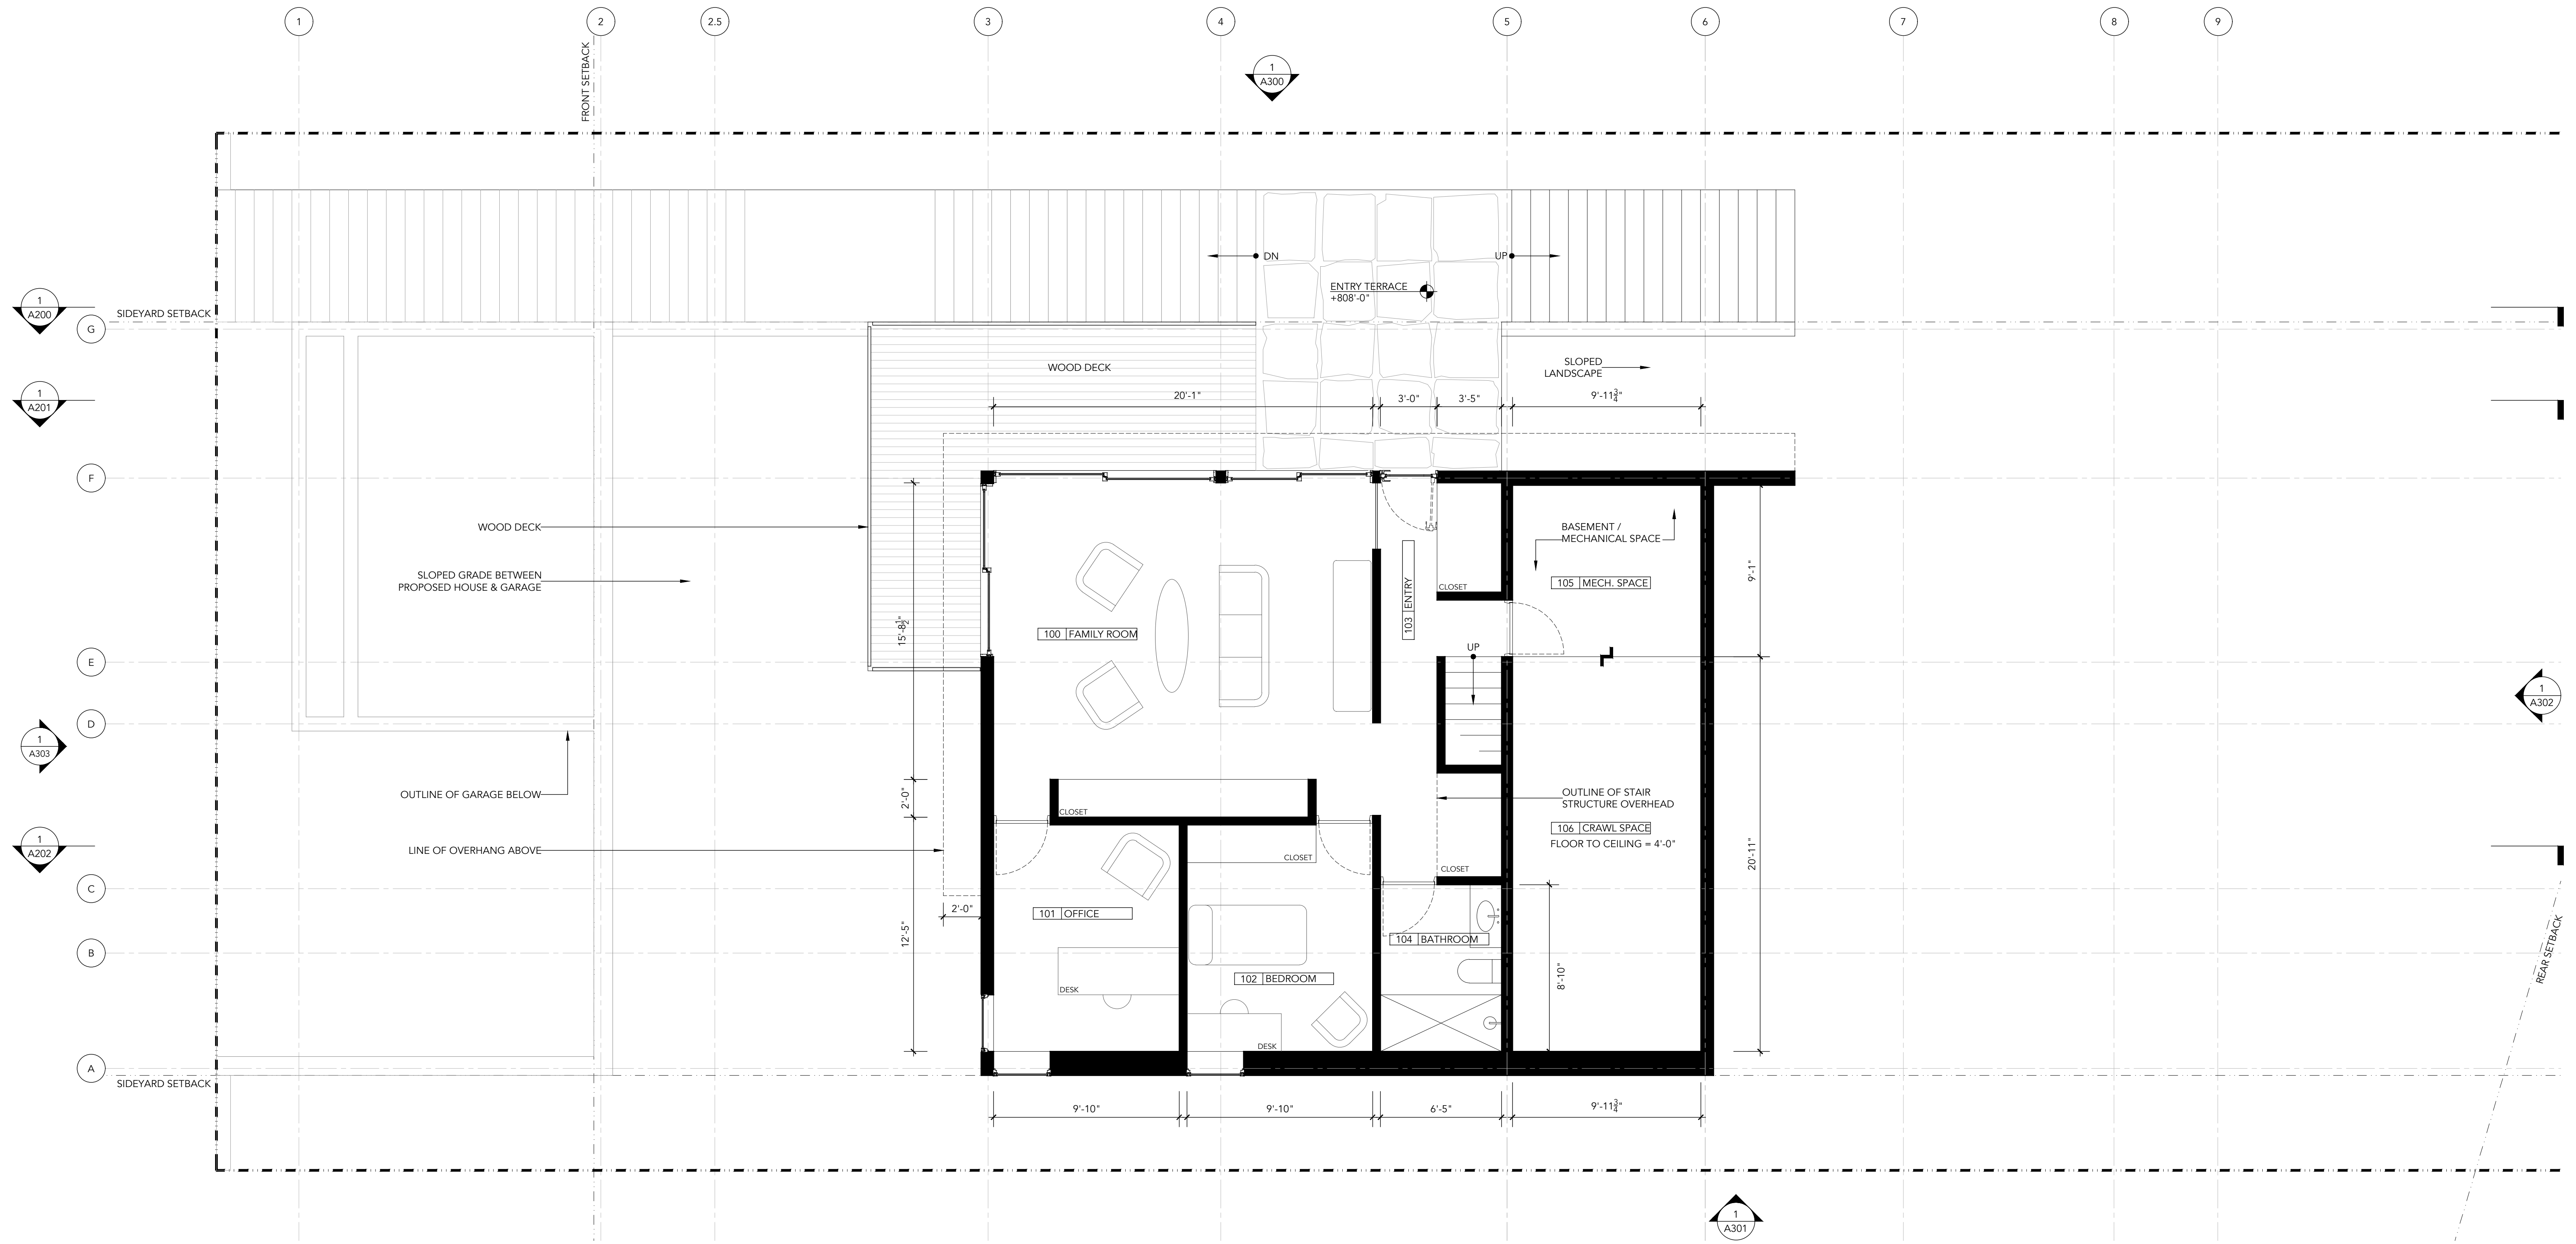 1
2
2.5
3
4
5
6
7
8
9
FRONT SETBACK
1
A300
1
A200
SIDEYARD SETBACK
G
DN
UP
ENTRY TERRACE
+808'-0"
1
A201
WOOD DECK
SLOPED
LANDSCAPE
20'-1"
3'-0"
3'-5"
9'-11 3/4"
F
WOOD DECK
BASEMENT /
MECHANICAL SPACE
SLOPED GRADE BETWEEN
PROPOSED HOUSE & GARAGE
105 MECH. SPACE
CLOSET
9'-1"
103 ENTRY
15'-8 1/2"
100 FAMILY ROOM
UP
E
D
1
A303
1
A302
OUTLINE OF GARAGE BELOW
2'-0"
CLOSET
OUTLINE OF STAIR
STRUCTURE OVERHEAD
106 CRAWL SPACE
FLOOR TO CEILING = 4'-0"
1
A202
LINE OF OVERHANG ABOVE
CLOSET
CLOSET
20'-11"
C
2'-0"
101 OFFICE
12'-5"
104 BATHROOM
B
REAR SETBACK
102 BEDROOM
8'-10"
DESK
DESK
A
SIDEYARD SETBACK
9'-10"
9'-10"
6'-5"
9'-11 3/4"
1
A301